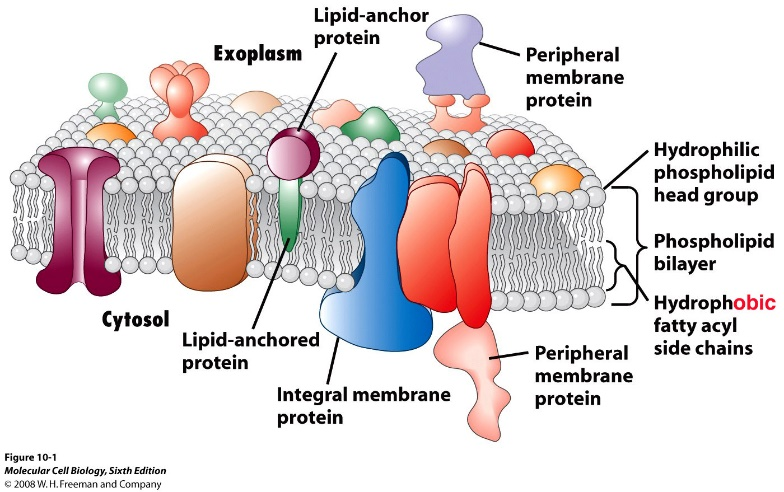 Lipid-anchor
protein
Exoplasm
Peripheral
membrane
protein
Hydrophilic
phospholipid
head group
Phospholipid
bilayer
Hydrophobic
fatty acyl
side chains
Cytosol
Lipid-anchored
protein
Integral membrane
protein
Peripheral
membrane
protein
Figure 10-1
Molecular Cell Biology, Sixth Edition
© 2008 W. H. Freeman and Company